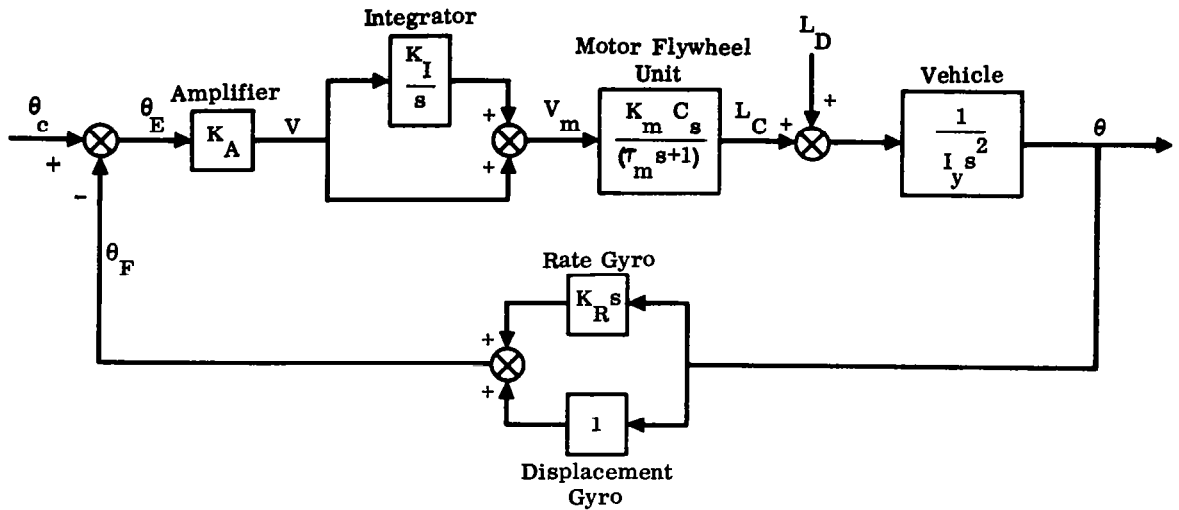 Integrator
K_I
s
Motor Flywheel
Unit
L_D
Vehicle
Amplifier
θ_c
+
-
θ_E
K_A
V
+
+
V_m
K_m C_s
(τ_m s+1)
L_C
+
+
1
I_y s²
θ
θ_F
Rate Gyro
K_R s
+
+
1
Displacement
Gyro